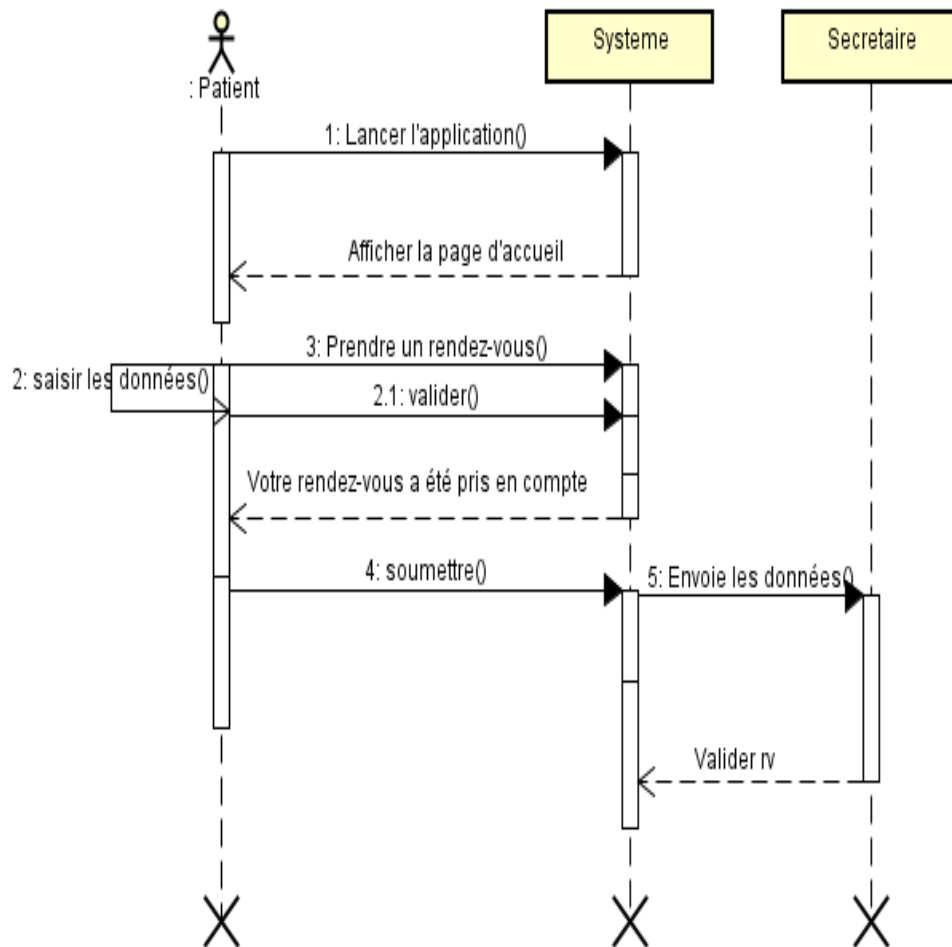 Systeme
Secretaire
: Patient
1: Lancer l'application()
Afficher la page d'accueil
3: Prendre un rendez-vous()
2: saisir les données()
2.1: valider()
Votre rendez-vous a été pris en compte
4: soumettre()
5: Envoie les données()
Valider rv